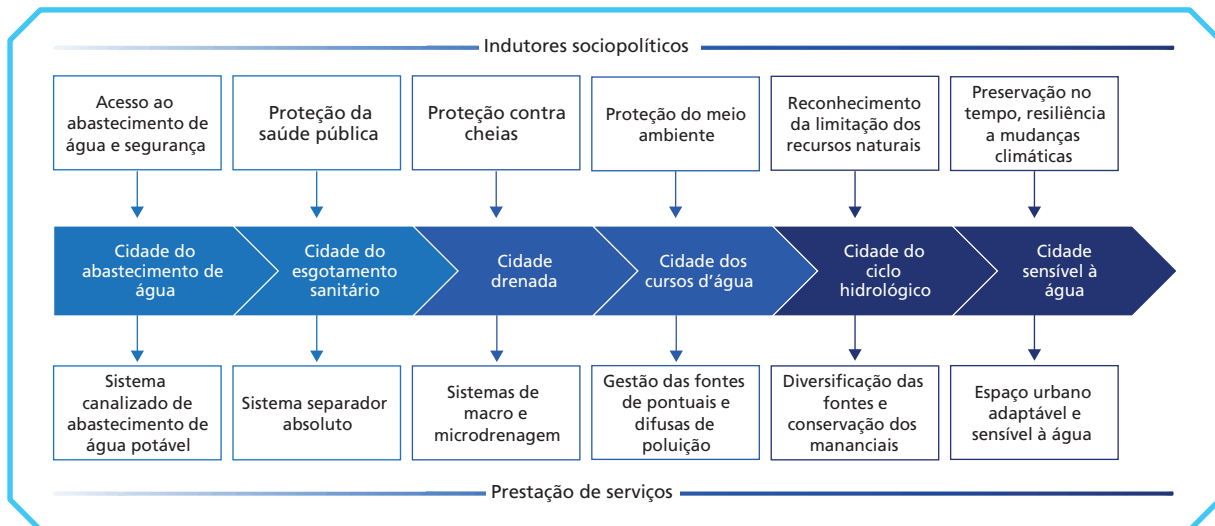 Indutores sociopolíticos
Acesso ao
abastecimento de
água e segurança
Proteção da
saúde pública
Proteção contra
cheias
Proteção do meio
ambiente
Reconhecimento
da limitação dos
recursos naturais
Preservação no
tempo, resiliência
a mudanças
climáticas
Cidade do
abastecimento de
água
Cidade do
esgotamento
sanitário
Cidade
drenada
Cidade dos
cursos d’água
Cidade do
ciclo
hidrológico
Cidade
sensível à
água
Sistema
canalizado de
abastecimento de
água potável
Sistema separador
absoluto
Sistemas de
macro e
microdrenagem
Gestão das fontes
de pontuais e
difusas de
poluição
Diversificação das
fontes e
conservação dos
mananciais
Espaço urbano
adaptável e
sensível à água
Prestação de serviços